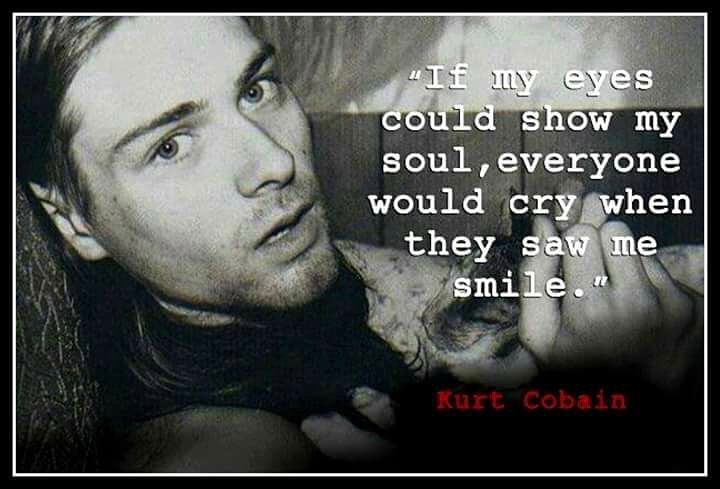 "If my eyes
could show my
soul,everyone
would cry when
they saw me
smile."
Kurt Cobain